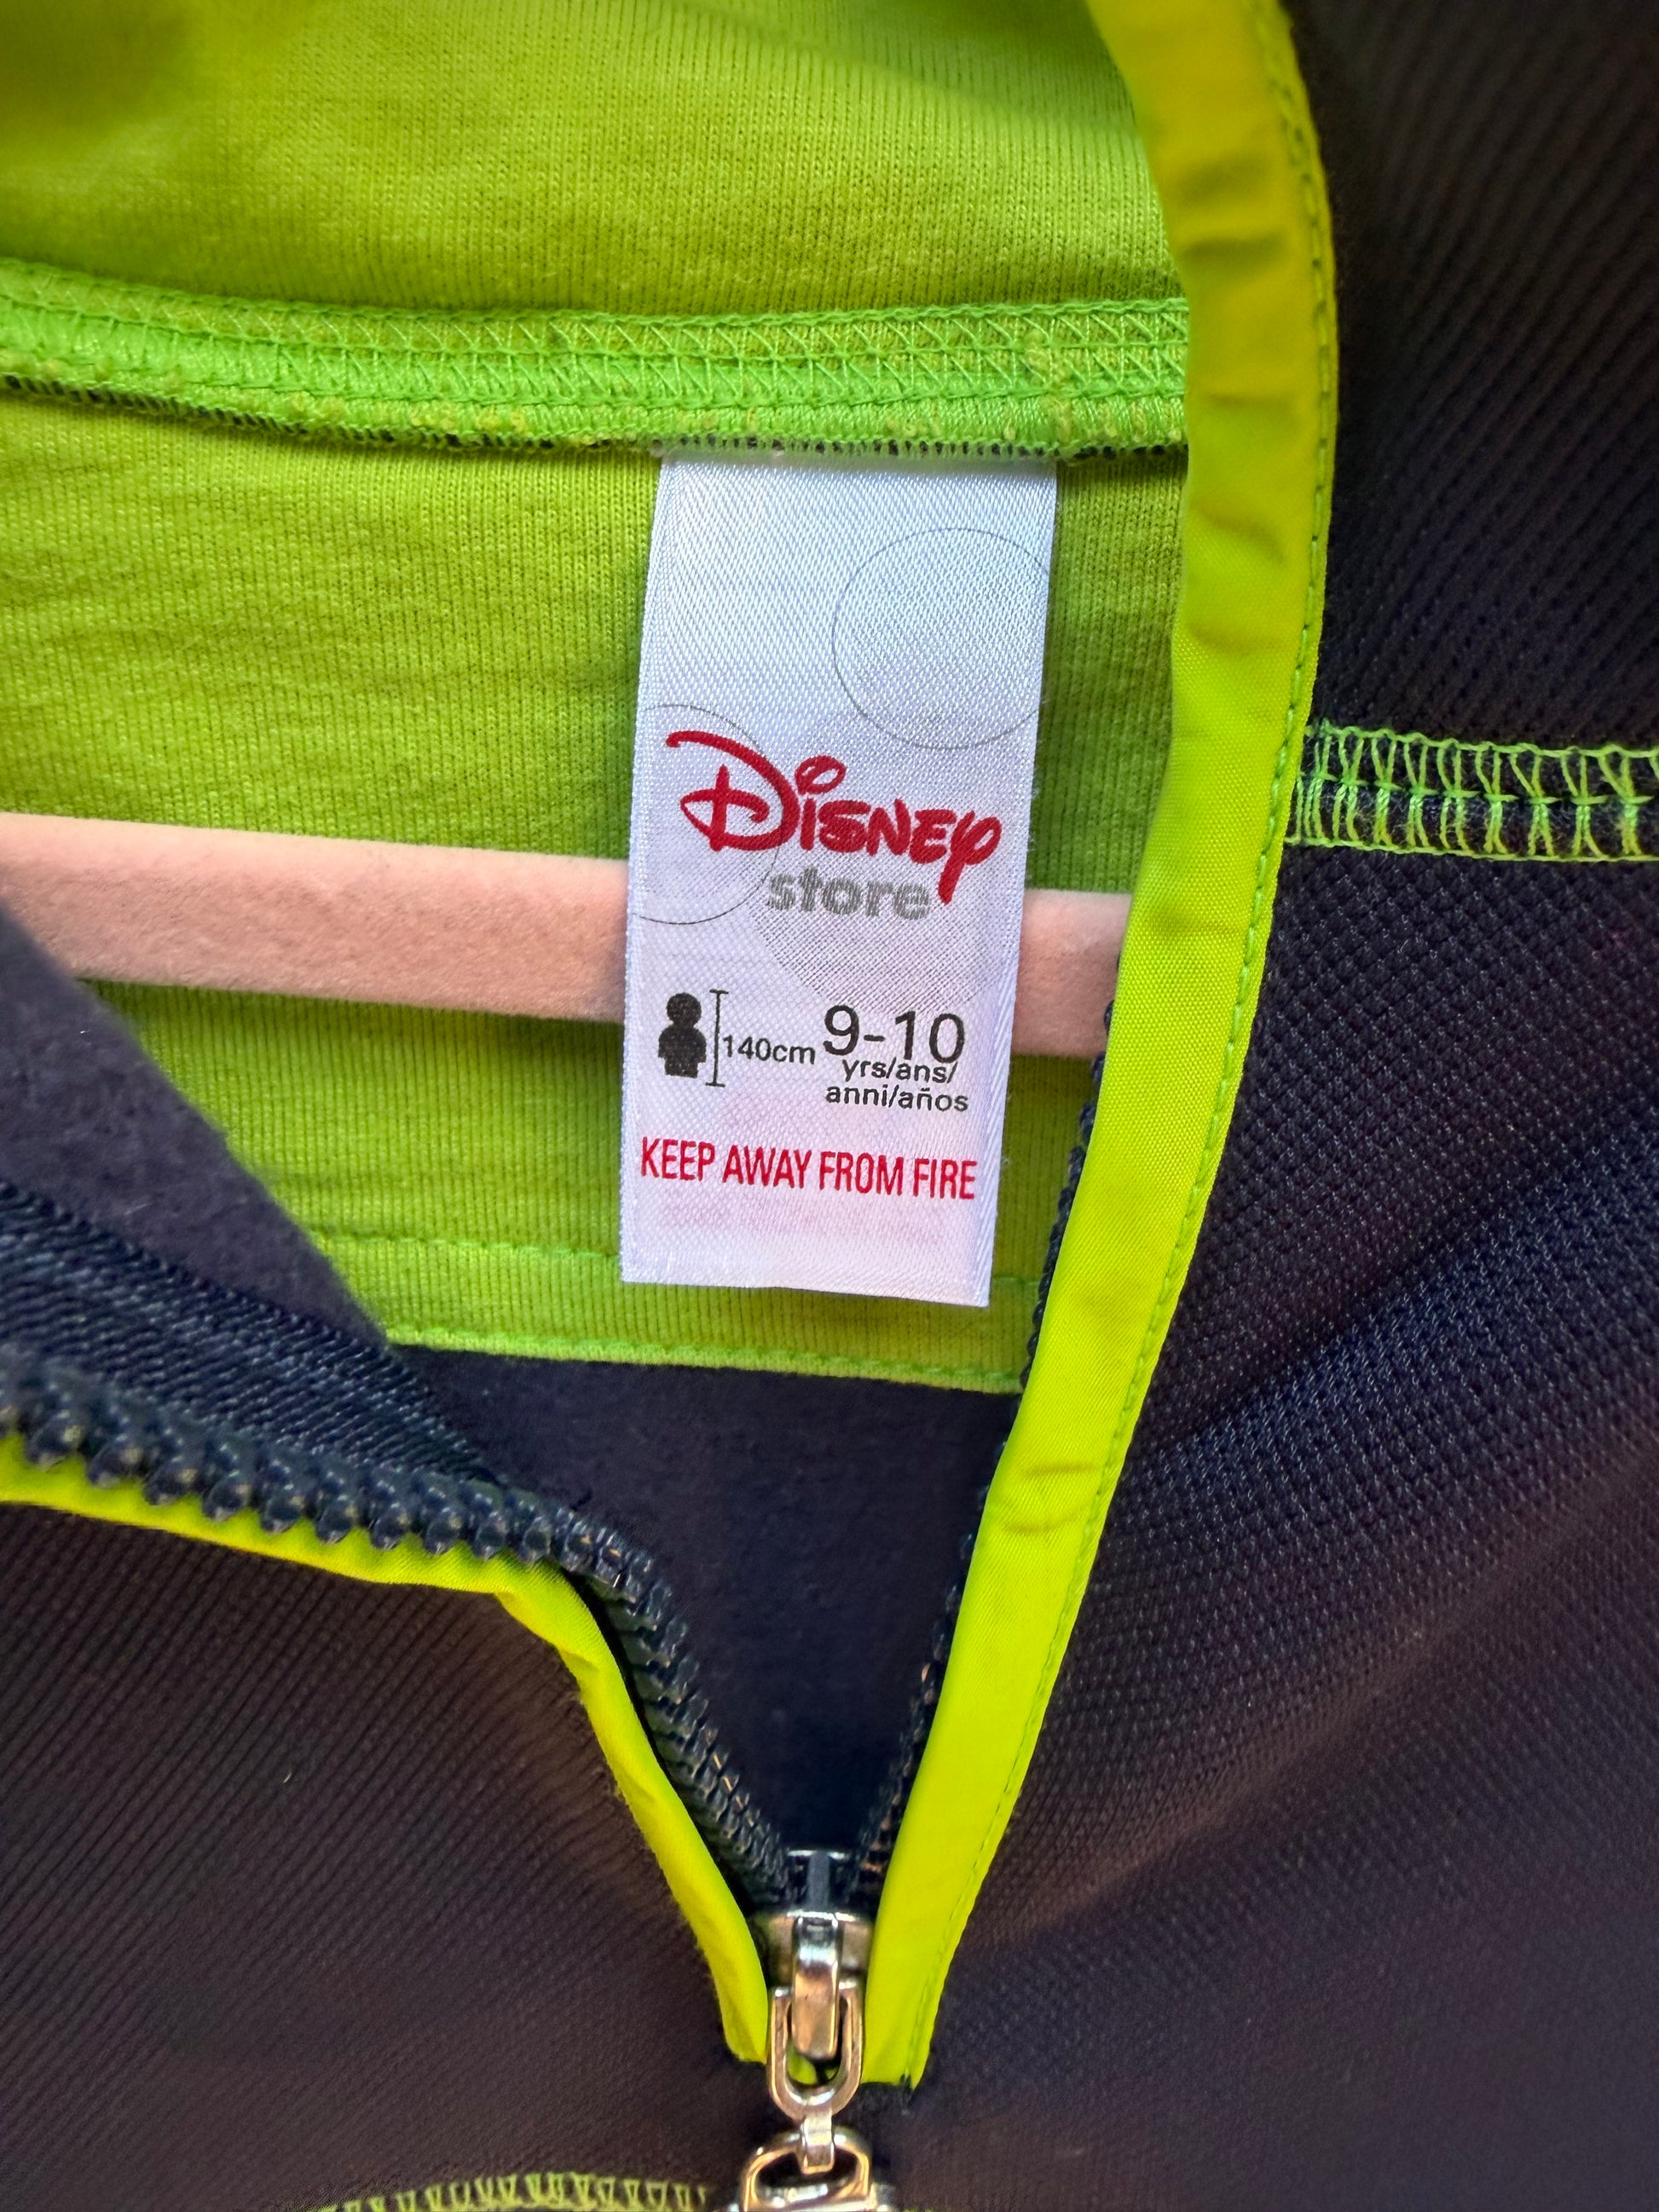 Disney
store
140cm 9-10
yrs/ans/
anni/años
KEEP AWAY FROM FIRE